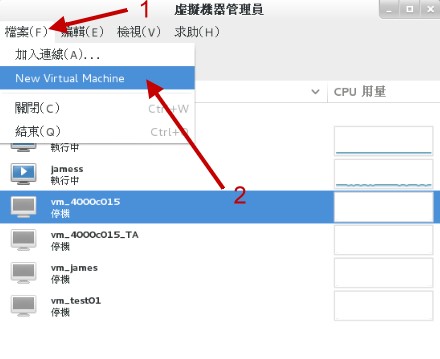 虛擬機器管理員
1
檔案(F) 編輯(E) 檢視(V) 求助(H)
加入連線(A)...
New Virtual Machine
2
關閉(C) Ctrl+W
結束(Q)
CPU 用量
執行中
jamess
執行中
vm_4000c015
停機
vm_4000c015_TA
停機
vm_james
停機
vm_test01
停機